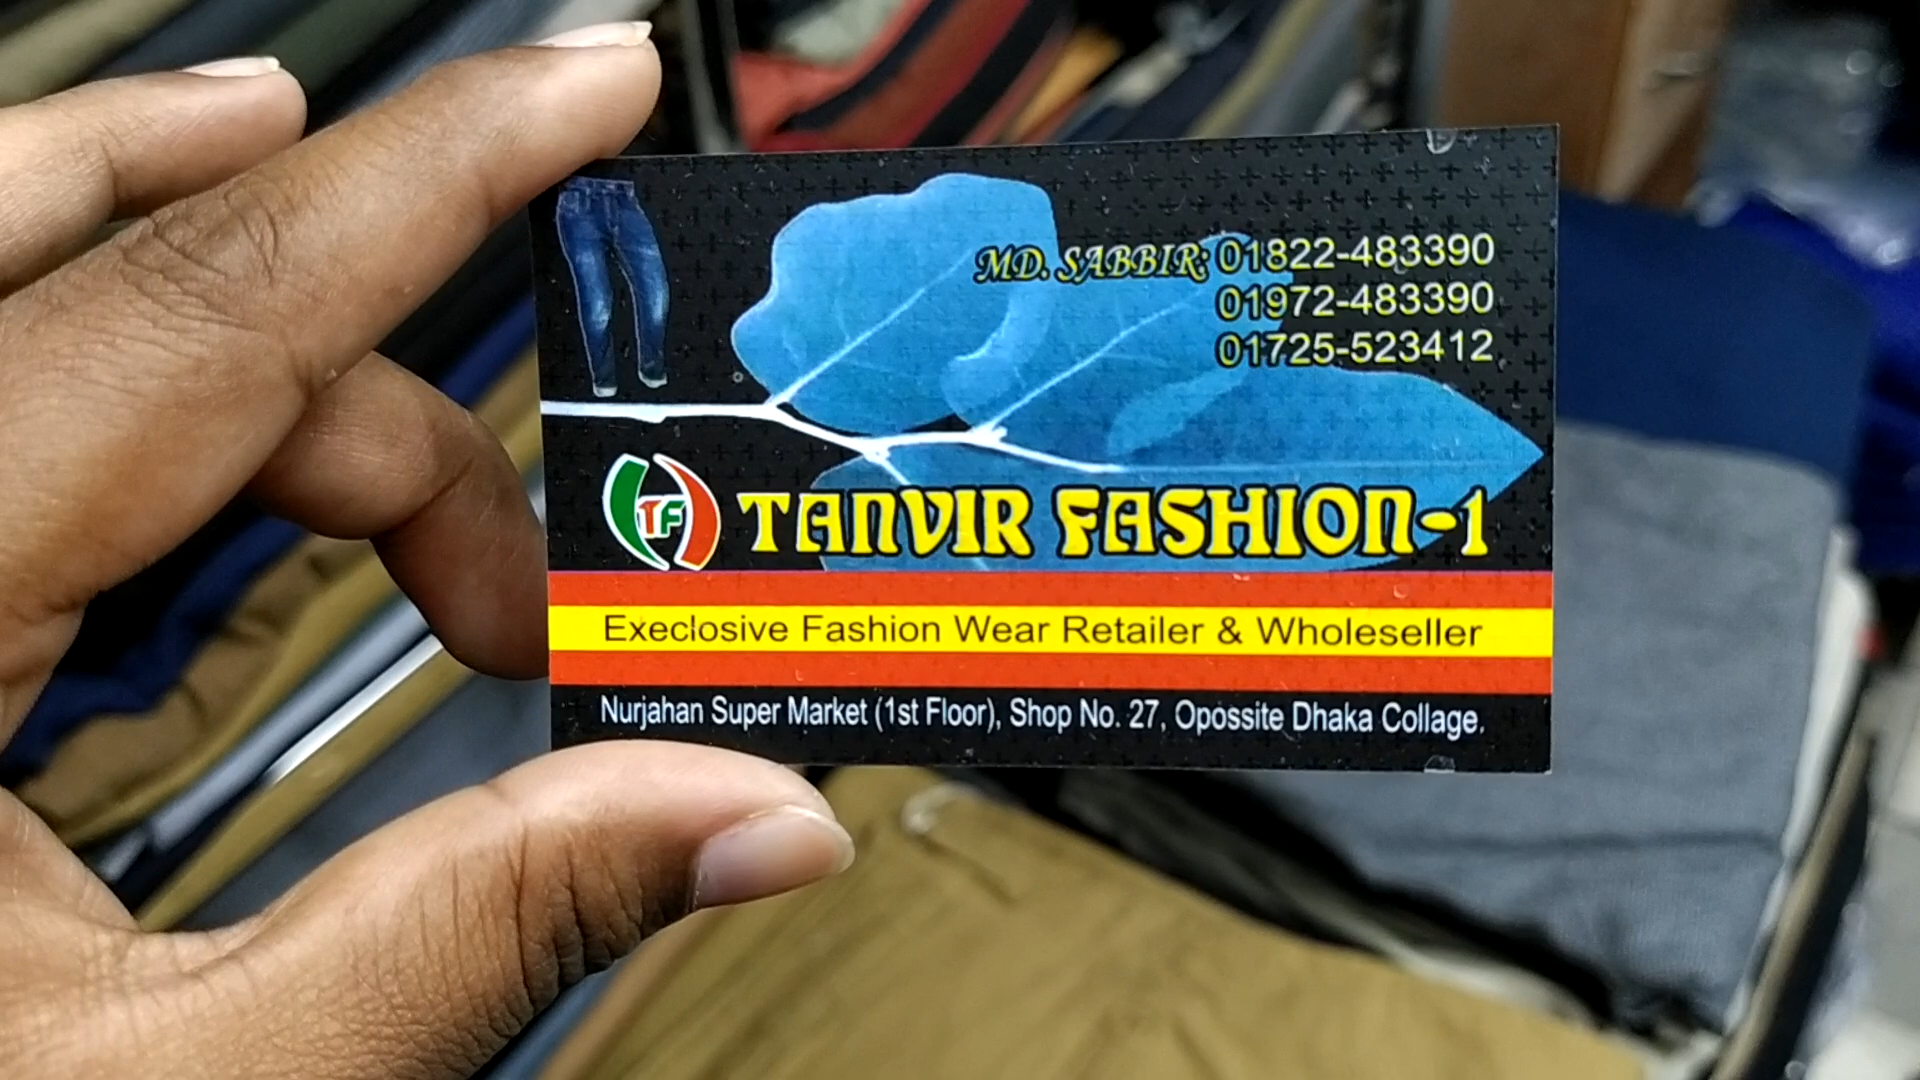 MD. SABBIR: 01822-483390
01972-483390
01725-523412
TF TANVIR FASHION-1
Execlosive Fashion Wear Retailer & Wholeseller
Nurjahan Super Market (1st Floor), Shop No. 27, Opossite Dhaka Collage.